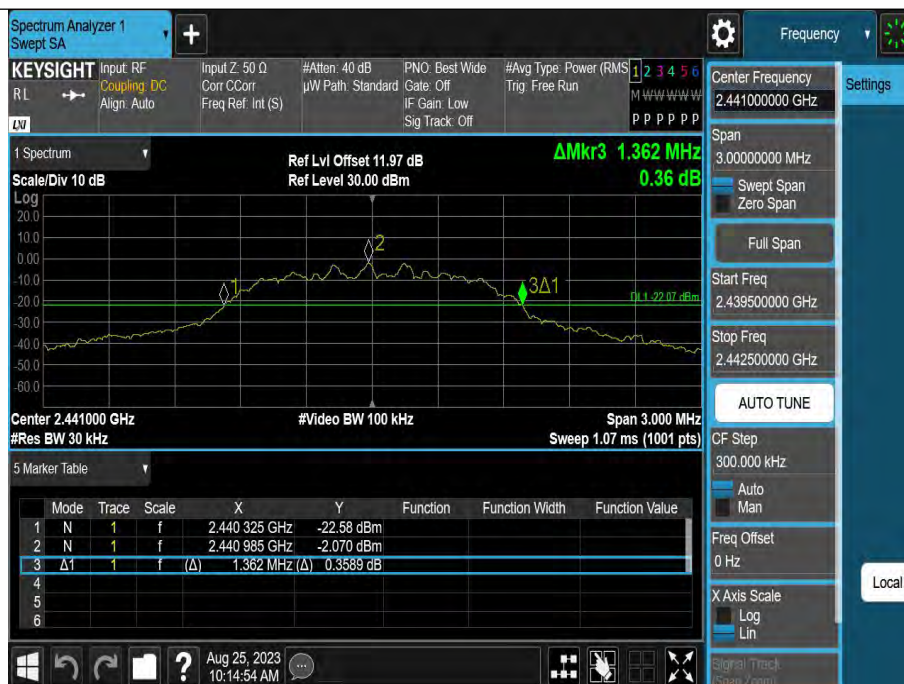 Spectrum Analyzer 1
Swept SA
Frequency
KEYSIGHT
RL
LXI
Input: RF
Coupling: DC
Align: Auto
Input Z: 50 Ω
Corr CCorr
Freq Ref: Int (S)
#Atten: 40 dB
µW Path: Standard
PNO: Best Wide
Gate: Off
IF Gain: Low
Sig Track: Off
#Avg Type: Power (RMS
Trig: Free Run
1 2 3 4 5 6
M W W W W W
P P P P P P
Center Frequency
2.441000000 GHz
Settings
Span
3.00000000 MHz
Swept Span
Zero Span
Full Span
Start Freq
2.439500000 GHz
Stop Freq
2.442500000 GHz
AUTO TUNE
CF Step
300.000 kHz
Auto
Man
Freq Offset
0 Hz
X Axis Scale
Log
Lin
Signal Track
(Span Zoom)
Local
1 Spectrum
Scale/Div 10 dB
Ref Lvl Offset 11.97 dB
Ref Level 30.00 dBm
ΔMkr3 1.362 MHz
0.36 dB
Log
20.0
10.0
0.00
-10.0
-20.0
-30.0
-40.0
-50.0
-60.0
1
2
3Δ1
DL1 -22.07 dBm
Center 2.441000 GHz
#Res BW 30 kHz
#Video BW 100 kHz
Span 3.000 MHz
Sweep 1.07 ms (1001 pts)
5 Marker Table
Mode Trace Scale X Y Function Function Width Function Value
1 N 1 f 2.440 325 GHz -22.58 dBm
2 N 1 f 2.440 985 GHz -2.070 dBm
3 Δ1 1 f (Δ) 1.362 MHz (Δ) 0.3589 dB
4
5
6
Aug 25, 2023
10:14:54 AM